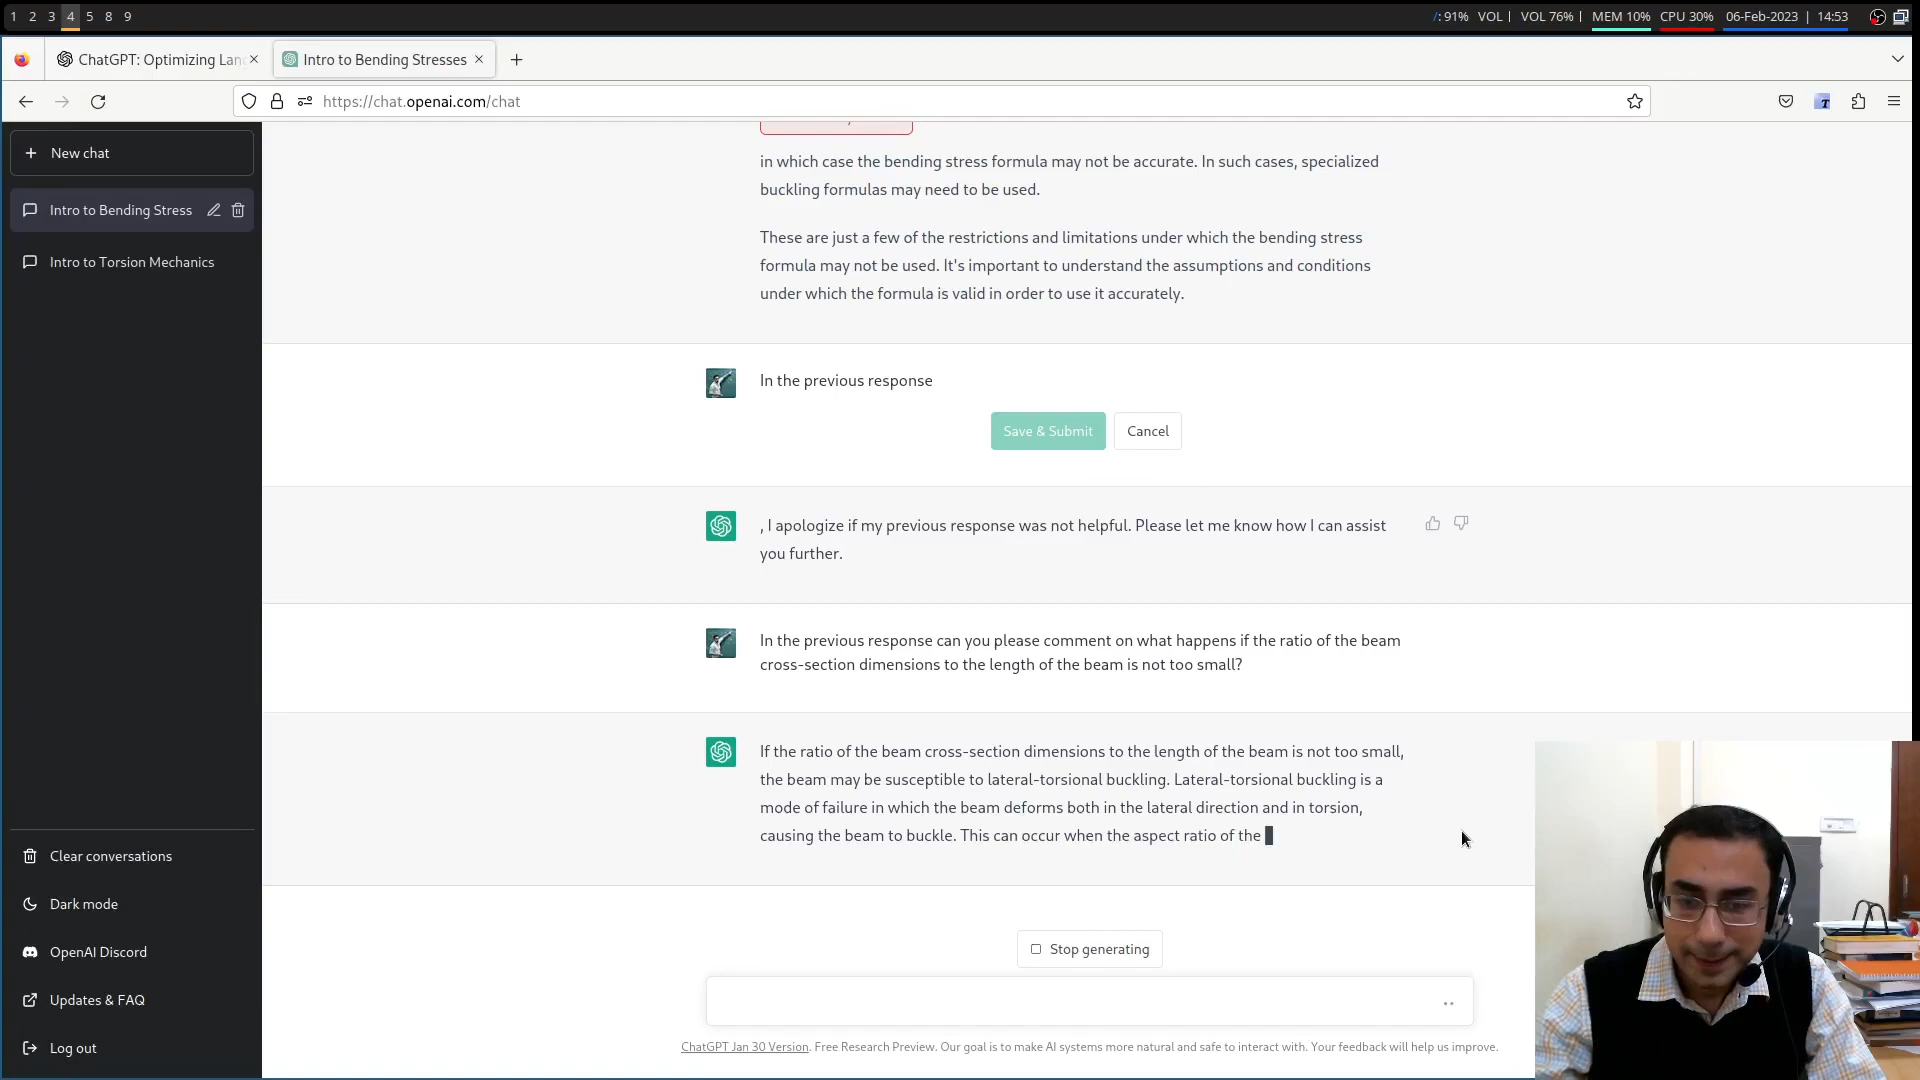 1 2 3 4 5 8 9
/: 91% VOL | VOL 76% | MEM 10% CPU 30% 06-Feb-2023 | 14:53
ChatGPT: Optimizing Lan
Intro to Bending Stresses
https://chat.openai.com/chat
New chat
Intro to Bending Stress
Intro to Torsion Mechanics
in which case the bending stress formula may not be accurate. In such cases, specialized
buckling formulas may need to be used.
These are just a few of the restrictions and limitations under which the bending stress
formula may not be used. It's important to understand the assumptions and conditions
under which the formula is valid in order to use it accurately.
In the previous response
Save & Submit
Cancel
, I apologize if my previous response was not helpful. Please let me know how I can assist
you further.
In the previous response can you please comment on what happens if the ratio of the beam
cross-section dimensions to the length of the beam is not too small?
If the ratio of the beam cross-section dimensions to the length of the beam is not too small,
the beam may be susceptible to lateral-torsional buckling. Lateral-torsional buckling is a
mode of failure in which the beam deforms both in the lateral direction and in torsion,
causing the beam to buckle. This can occur when the aspect ratio of the
Clear conversations
Dark mode
OpenAI Discord
Updates & FAQ
Log out
Stop generating
ChatGPT Jan 30 Version. Free Research Preview. Our goal is to make AI systems more natural and safe to interact with. Your feedback will help us improve.